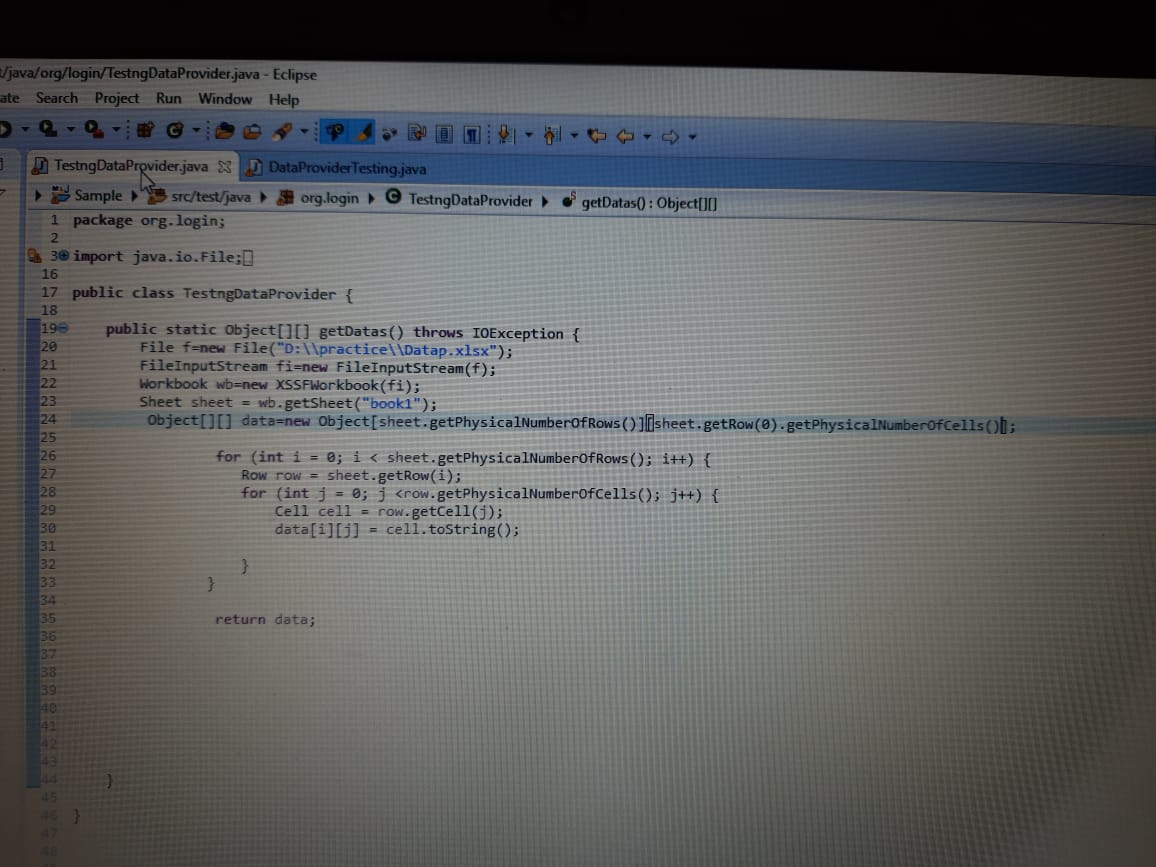 t/java/org/login/TestngDataProvider.java - Eclipse
ate Search Project Run Window Help
TestngDataProvider.java DataProviderTesting.java
Sample src/test/java org.login TestngDataProvider getDatas() : Object[][]
1 package org.login;
2
3 import java.io.File;
16
17 public class TestngDataProvider {
18
19 public static Object[][] getDatas() throws IOException {
20 File f=new File("D:\\practice\\Datap.xlsx");
21 FileInputStream fi=new FileInputStream(f);
22 Workbook wb=new XSSFWorkbook(fi);
23 Sheet sheet = wb.getSheet("book1");
24 Object[][] data=new Object[sheet.getPhysicalNumberOfRows()][sheet.getRow(0).getPhysicalNumberOfCells()];
25
26 for (int i = 0; i < sheet.getPhysicalNumberOfRows(); i++) {
27 Row row = sheet.getRow(i);
28 for (int j = 0; j <row.getPhysicalNumberOfCells(); j++) {
29 Cell cell = row.getCell(j);
30 data[i][j] = cell.toString();
31
32 }
33 }
34
35 return data;
36
37
38
39
40
41
42
43
44 }
45
46 }
47
48